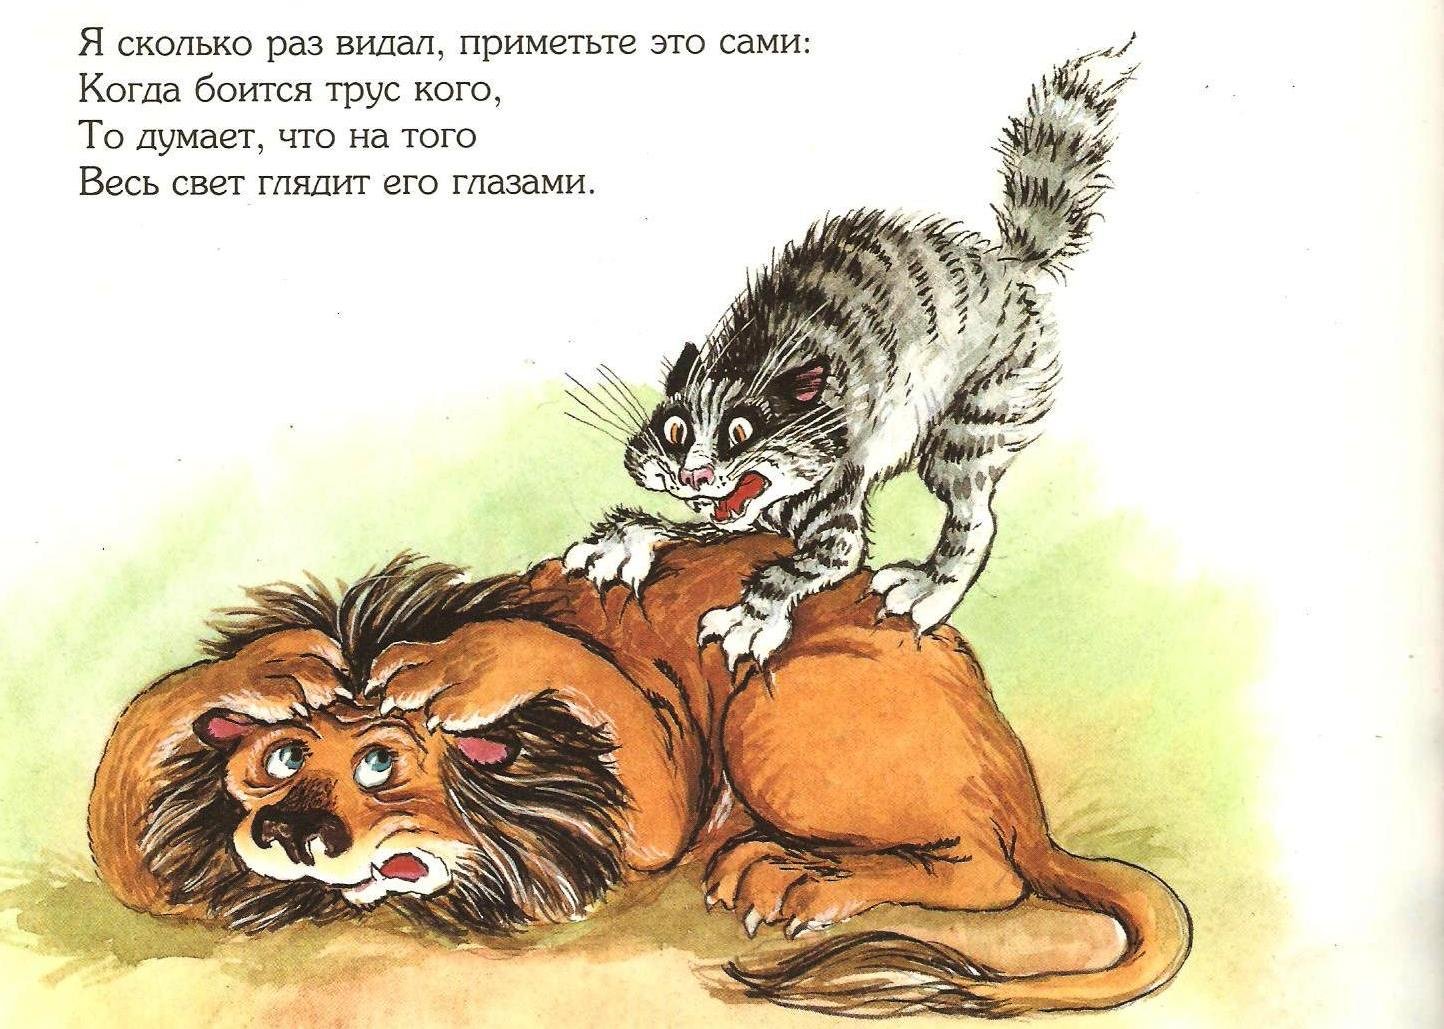 Я сколько раз видал, приметьте это сами:
Когда боится трус кого,
То думает, что на того
Весь свет глядит его глазами.